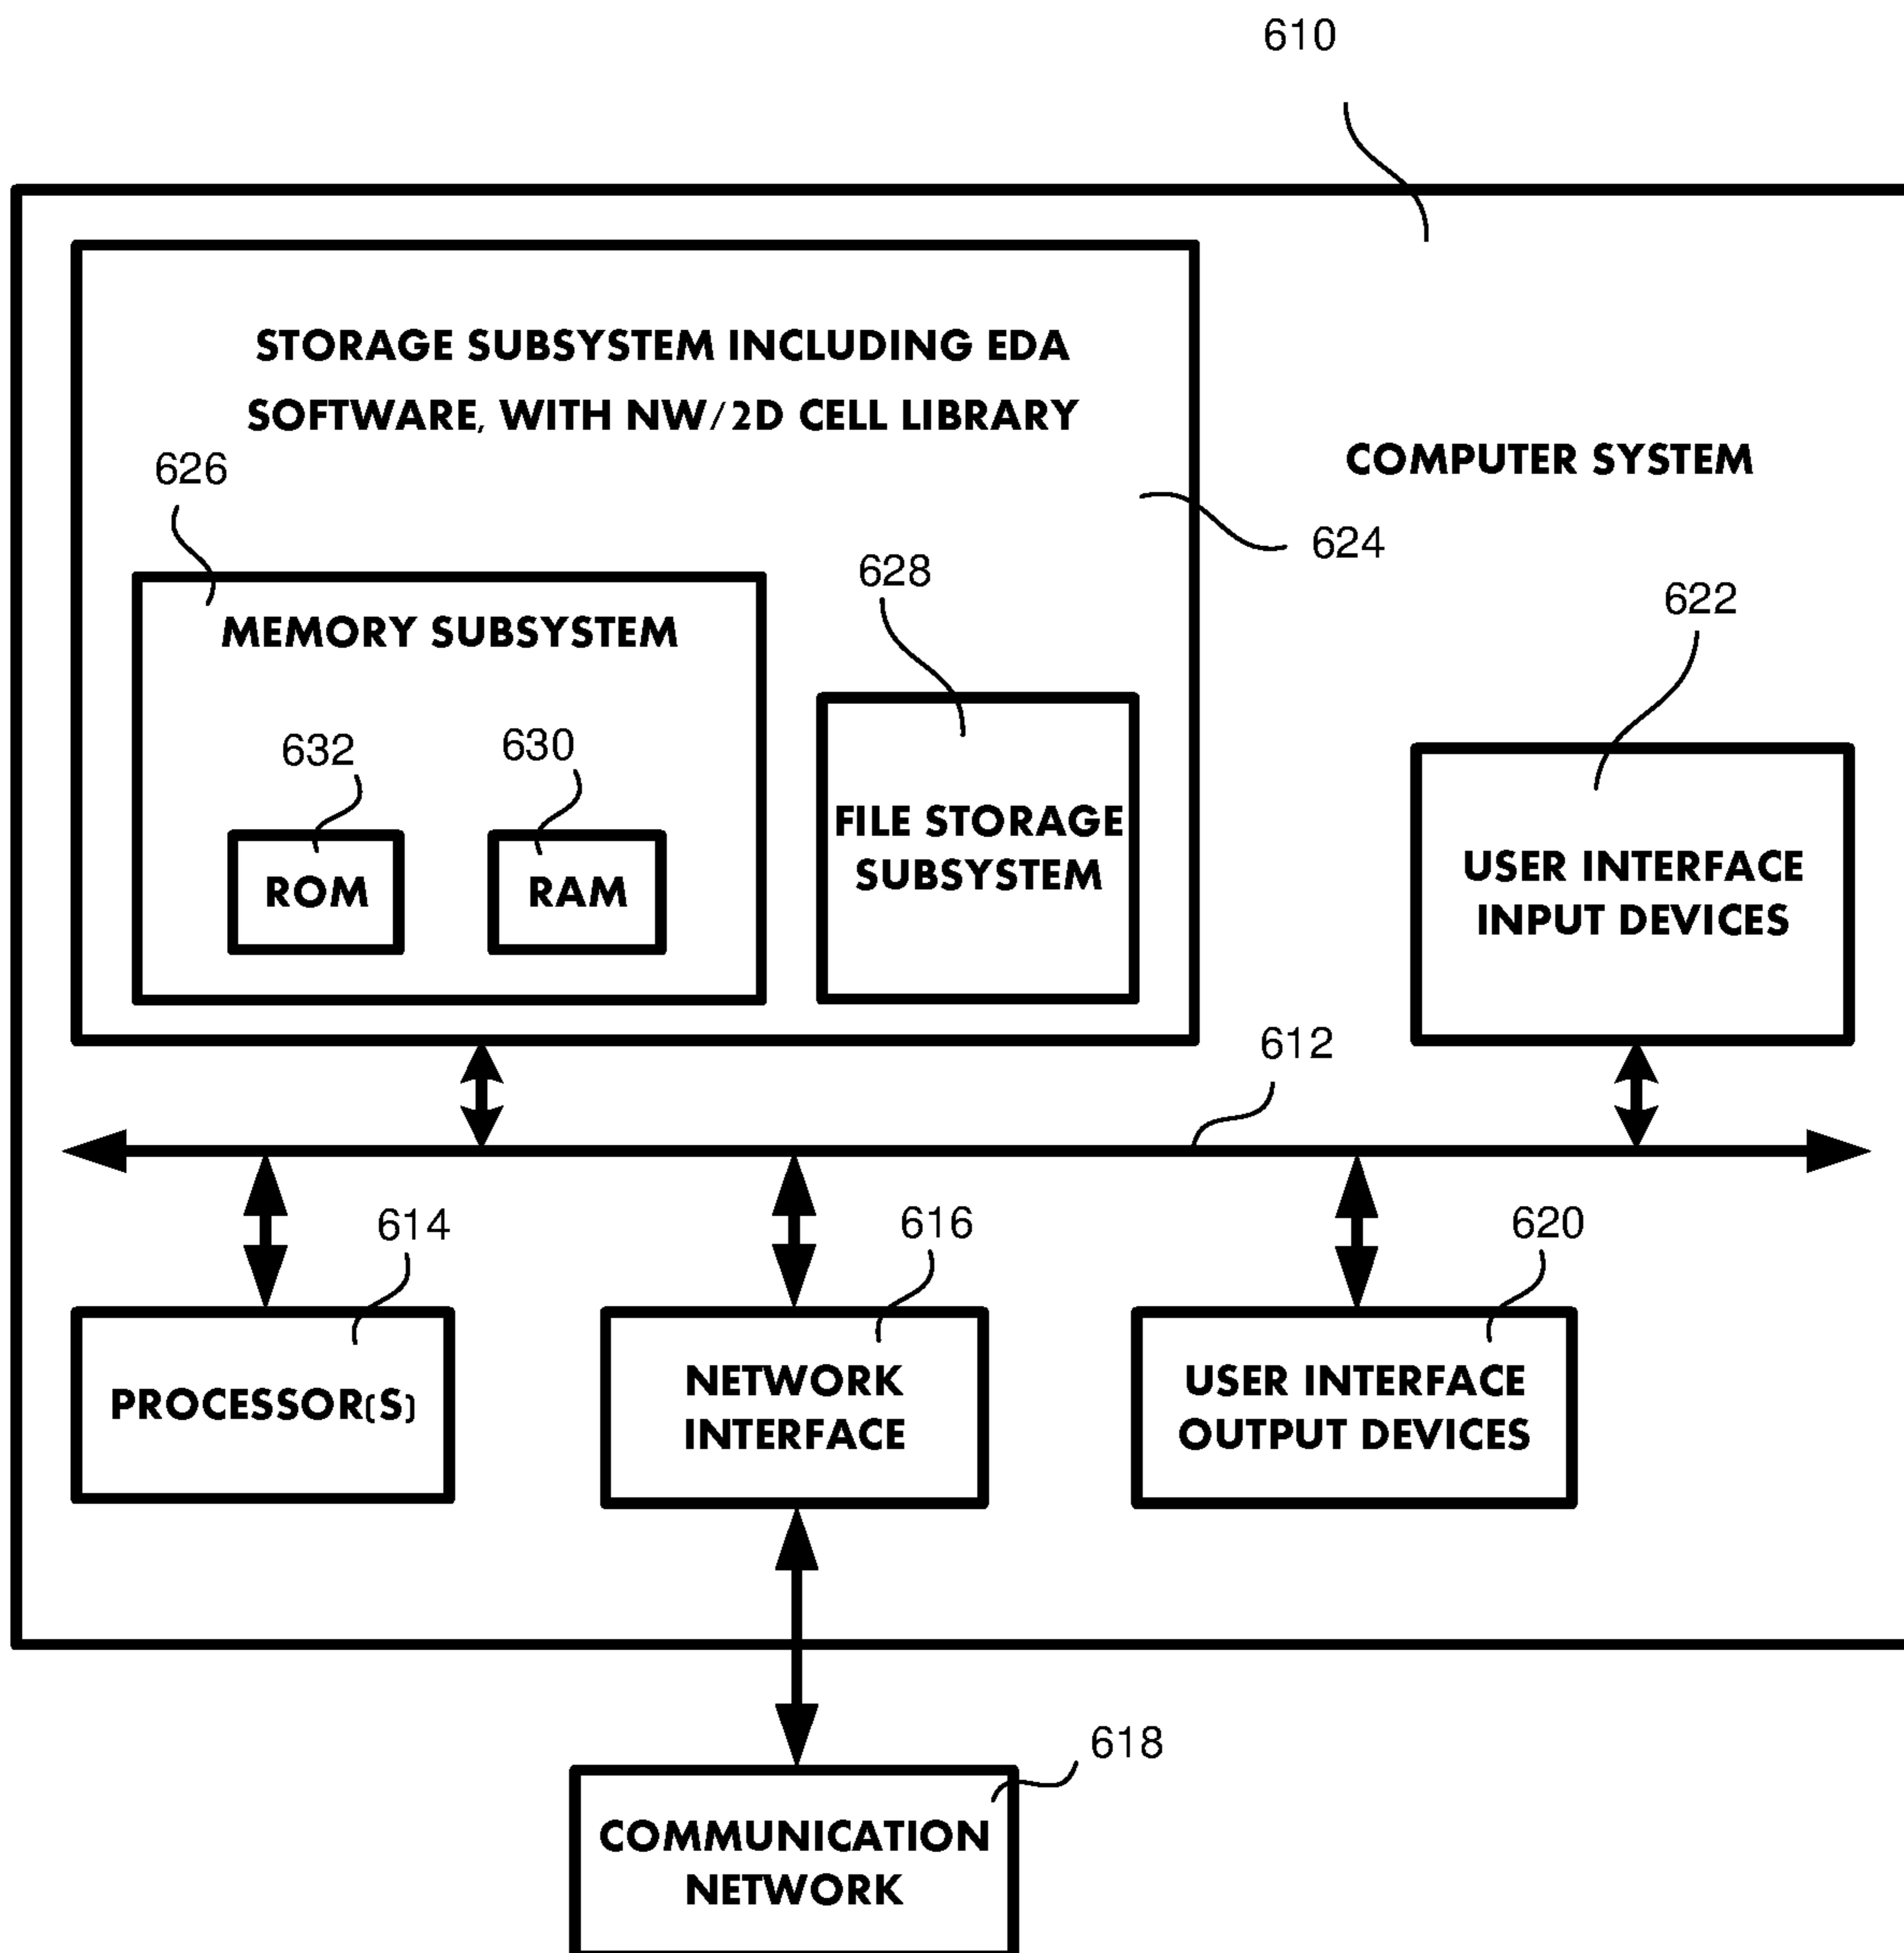 610
STORAGE SUBSYSTEM INCLUDING EDA
SOFTWARE, WITH NW/2D CELL LIBRARY
626
COMPUTER SYSTEM
624
628
622
MEMORY SUBSYSTEM
632
630
FILE STORAGE
SUBSYSTEM
ROM
RAM
USER INTERFACE
INPUT DEVICES
612
614
616
620
PROCESSOR(S)
NETWORK
INTERFACE
USER INTERFACE
OUTPUT DEVICES
618
COMMUNICATION
NETWORK